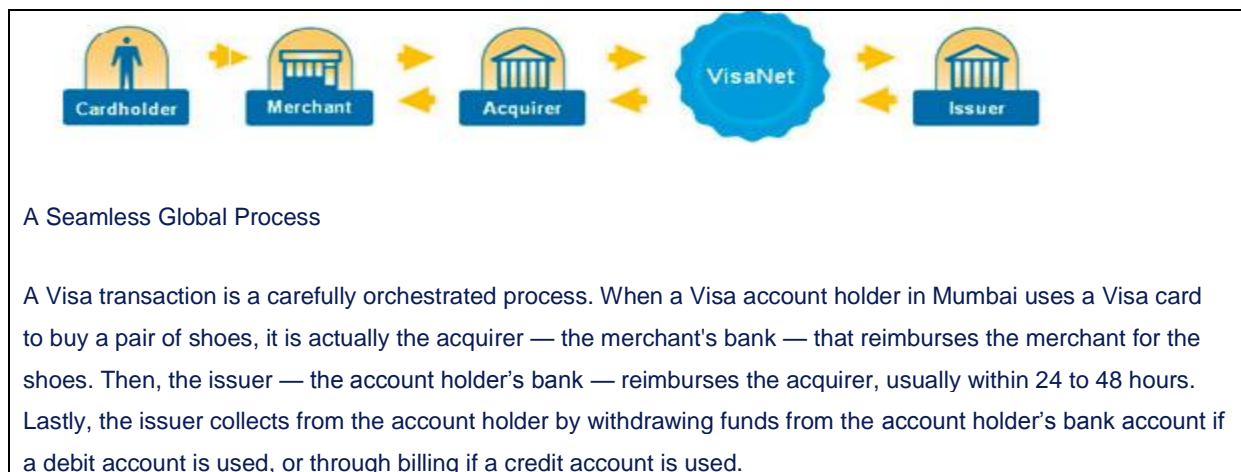 Cardholder Merchant Acquirer VisaNet Issuer
A Seamless Global Process
A Visa transaction is a carefully orchestrated process. When a Visa account holder in Mumbai uses a Visa card
to buy a pair of shoes, it is actually the acquirer — the merchant's bank — that reimburses the merchant for the
shoes. Then, the issuer — the account holder’s bank — reimburses the acquirer, usually within 24 to 48 hours.
Lastly, the issuer collects from the account holder by withdrawing funds from the account holder’s bank account if
a debit account is used, or through billing if a credit account is used.